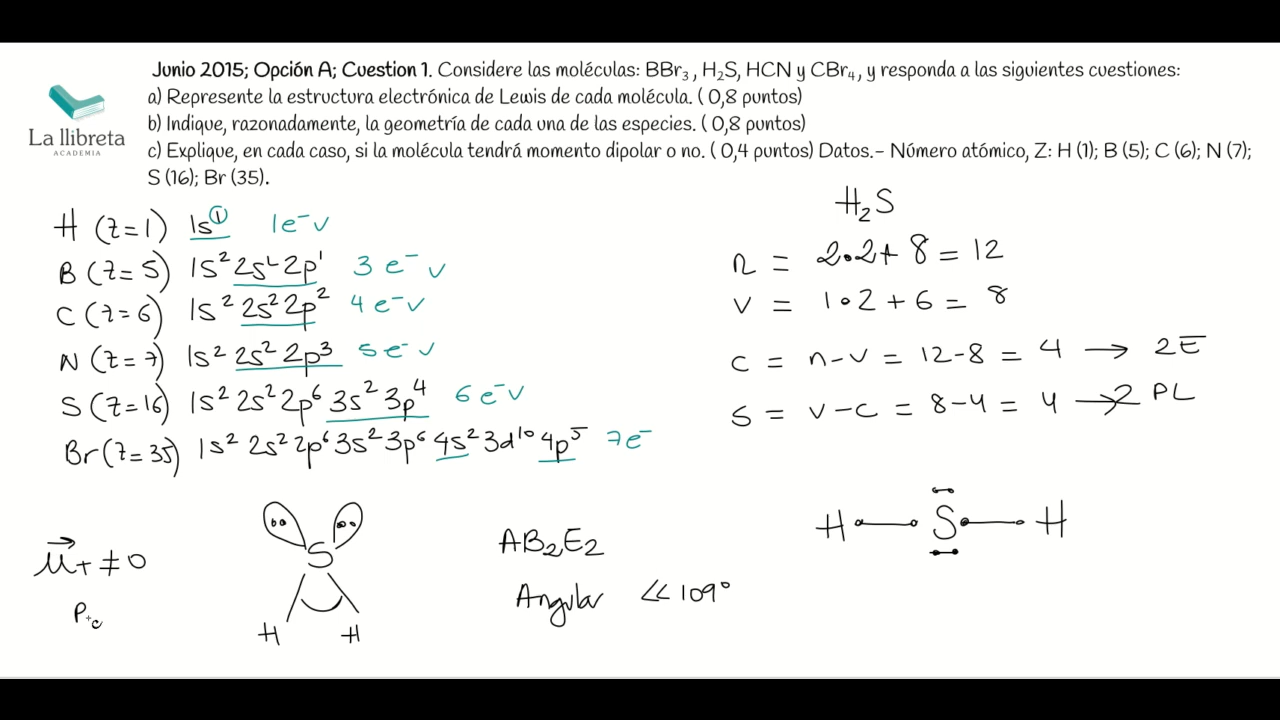 Junio 2015; Opción A; Cuestion 1. Considere las moléculas: BBr₃ , H₂S, HCN y CBr₄ , y responda a las siguientes cuestiones:
a) Represente la estructura electrónica de Lewis de cada molécula. ( 0,8 puntos)
b) Indique, razonadamente, la geometría de cada una de las especies. ( 0,8 puntos)
c) Explique, en cada caso, si la molécula tendrá momento dipolar o no. ( 0,4 puntos) Datos.- Número atómico, Z: H (1); B (5); C (6); N (7);
S (16); Br (35).
La llibreta
ACADEMIA
H (z=1) 1s¹ 1e⁻v
B (z=5) 1s² 2s² 2p¹ 3 e⁻ v
C (z=6) 1s² 2s² 2p² 4 e⁻v
N (z=7) 1s² 2s² 2p³ 5 e⁻ v
S (z=16) 1s² 2s² 2p⁶ 3s² 3p⁴ 6 e⁻v
Br (z=35) 1s² 2s² 2p⁶ 3s² 3p⁶ 4s² 3d¹⁰ 4p⁵ 7e⁻
H₂S
n = 2·2+ 8 = 12
v = 1·2 + 6 = 8
c = n-v = 12-8 = 4 → 2E
s = v-c = 8-4 = 4 → 2 PL
H S H
μT ≠ 0
S
H H
AB₂E₂
Angular << 109°